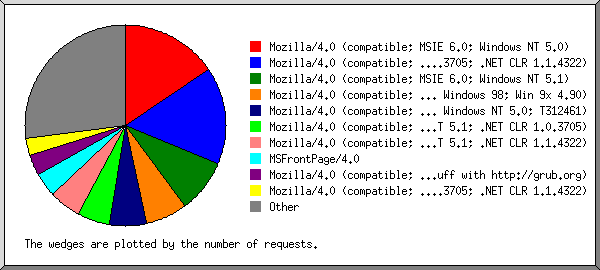 Mozilla/4.0 (compatible; MSIE 6.0; Windows NT 5.0)
Mozilla/4.0 (compatible; ....3705; .NET CLR 1.1.4322)
Mozilla/4.0 (compatible; MSIE 6.0; Windows NT 5.1)
Mozilla/4.0 (compatible; ... Windows 98; Win 9x 4.90)
Mozilla/4.0 (compatible; ... Windows NT 5.0; T312461)
Mozilla/4.0 (compatible; ...T 5.1; .NET CLR 1.0.3705)
Mozilla/4.0 (compatible; ...T 5.1; .NET CLR 1.1.4322)
MSFrontPage/4.0
Mozilla/4.0 (compatible; ...uff with http://grub.org)
Mozilla/4.0 (compatible; ....3705; .NET CLR 1.1.4322)
Other
The wedges are plotted by the number of requests.